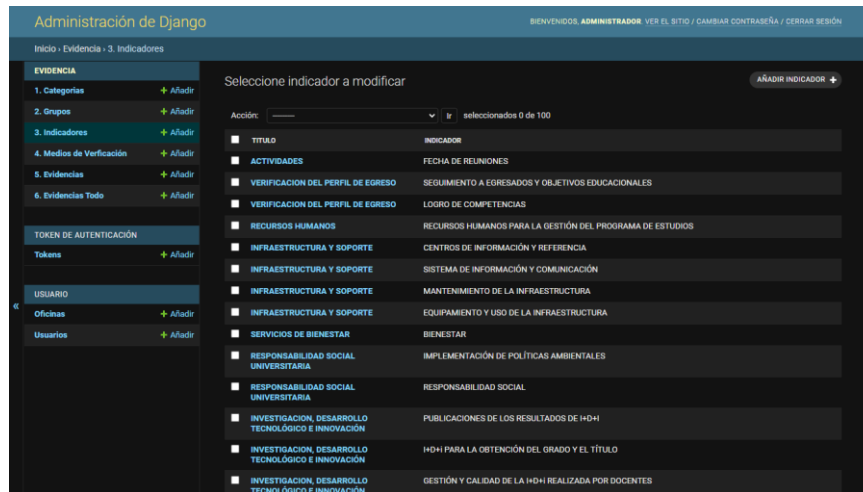 Administración de Django
BIENVENIDOS, ADMINISTRADOR. VER EL SITIO / CAMBIAR CONTRASEÑA / CERRAR SESIÓN
Inicio › Evidencia › 3. Indicadores
EVIDENCIA
1. Categorias + Añadir
2. Grupos + Añadir
3. Indicadores + Añadir
4. Medios de Verficación + Añadir
5. Evidencias + Añadir
6. Evidencias Todo + Añadir
TOKEN DE AUTENTICACIÓN
Tokens + Añadir
USUARIO
Oficinas + Añadir
Usuarios + Añadir
«
Seleccione indicador a modificar
AÑADIR INDICADOR +
Acción: --------- Ir seleccionados 0 de 100
TITULO INDICADOR
ACTIVIDADES FECHA DE REUNIONES
VERIFICACION DEL PERFIL DE EGRESO SEGUIMIENTO A EGRESADOS Y OBJETIVOS EDUCACIONALES
VERIFICACION DEL PERFIL DE EGRESO LOGRO DE COMPETENCIAS
RECURSOS HUMANOS RECURSOS HUMANOS PARA LA GESTIÓN DEL PROGRAMA DE ESTUDIOS
INFRAESTRUCTURA Y SOPORTE CENTROS DE INFORMACIÓN Y REFERENCIA
INFRAESTRUCTURA Y SOPORTE SISTEMA DE INFORMACIÓN Y COMUNICACIÓN
INFRAESTRUCTURA Y SOPORTE MANTENIMIENTO DE LA INFRAESTRUCTURA
INFRAESTRUCTURA Y SOPORTE EQUIPAMIENTO Y USO DE LA INFRAESTRUCTURA
SERVICIOS DE BIENESTAR BIENESTAR
RESPONSABILIDAD SOCIAL IMPLEMENTACIÓN DE POLÍTICAS AMBIENTALES
UNIVERSITARIA
RESPONSABILIDAD SOCIAL RESPONSABILIDAD SOCIAL
UNIVERSITARIA
INVESTIGACION, DESARROLLO PUBLICACIONES DE LOS RESULTADOS DE I+D+I
TECNOLÓGICO E INNOVACIÓN
INVESTIGACION, DESARROLLO I+D+i PARA LA OBTENCIÓN DEL GRADO Y EL TÍTULO
TECNOLÓGICO E INNOVACIÓN
INVESTIGACION, DESARROLLO GESTIÓN Y CALIDAD DE LA I+D+i REALIZADA POR DOCENTES
TECNOLÓGICO E INNOVACIÓN